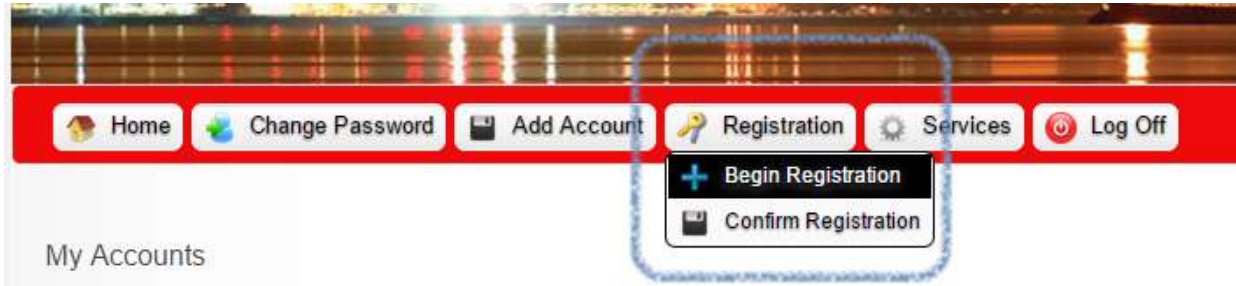 Home Change Password Add Account Registration Services Log Off
Begin Registration
Confirm Registration
My Accounts